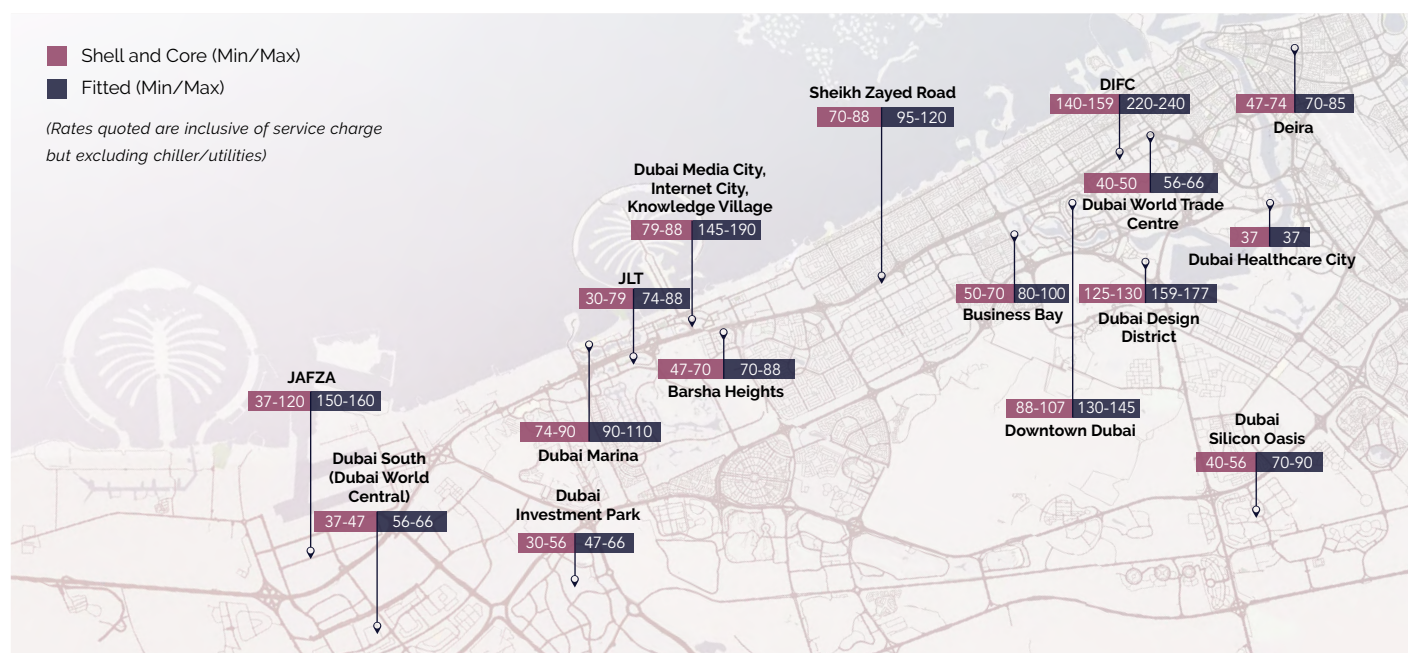 Shell and Core (Min/Max)
Fitted (Min/Max)
(Rates quoted are inclusive of service charge
but excluding chiller/utilities)
JAFZA
37-120 150-160
Dubai South
(Dubai World
Central)
37-47 56-66
Dubai
Investment Park
30-56 47-66
74-90 90-110
Dubai Marina
JLT
30-79 74-88
Dubai Media City,
Internet City,
Knowledge Village
79-88 145-190
47-70 70-88
Barsha Heights
Sheikh Zayed Road
70-88 95-120
50-70 80-100
Business Bay
88-107 130-145
Downtown Dubai
DIFC
140-159 220-240
40-50 56-66
Dubai World Trade
Centre
125-130 159-177
Dubai Design
District
47-74 70-85
Deira
37 37
Dubai Healthcare City
Dubai
Silicon Oasis
40-56 70-90